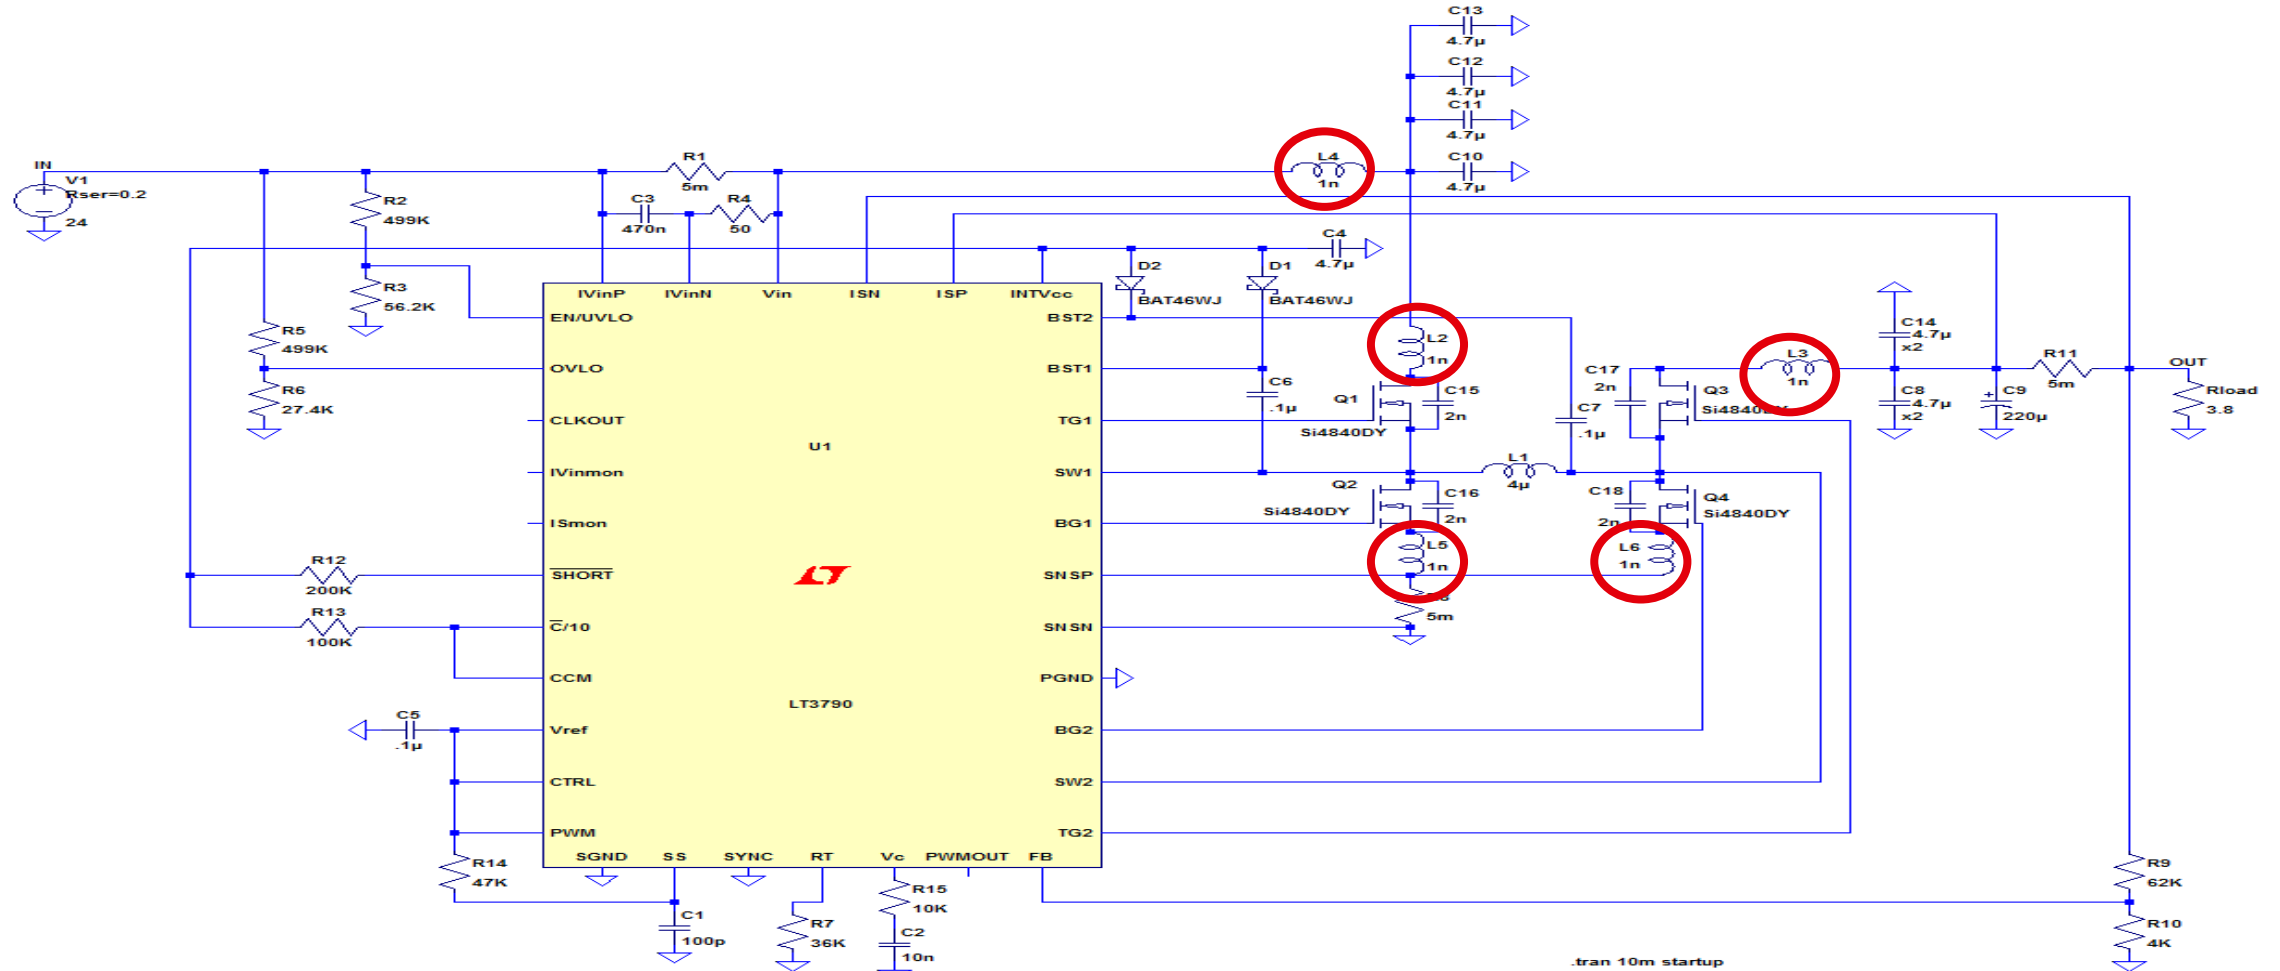 C13
4.7µ
C12
4.7µ
C11
4.7µ
C10
4.7µ
IN
V1
Rser=0.2
24
R1
5m
L4
1n
R2
499K
C3
470n
R4
50
R3
56.2K
C4
4.7µ
D2
BAT46WJ
D1
BAT46WJ
IVinP
IVinN
Vin
ISN
ISP
INTVcc
EN/UVLO
BST2
R5
499K
OVLO
BST1
R6
27.4K
CLKOUT
TG1
U1
IVinmon
SW1
ISmon
BG1
R12
200K
SHORT
SNSP
R13
100K
C/10
SNSN
CCM
PGND
LT3790
C5
.1µ
Vref
BG2
CTRL
SW2
PWM
TG2
SGND
SS
SYNC
RT
Vc
PWMOUT
FB
R14
47K
C1
100p
R7
36K
R15
10K
C2
10n
L2
1n
C6
.1µ
Q1
Si4840DY
C15
2n
C7
.1µ
C17
2n
Q3
Si4840DY
L3
1n
C14
4.7µ
x2
C8
4.7µ
x2
C9
220µ
R11
5m
OUT
Rload
3.8
L1
4µ
Q2
Si4840DY
C16
2n
C18
2n
Q4
Si4840DY
L5
1n
L6
1n
5m
R9
62K
R10
4K
.tran 10m startup